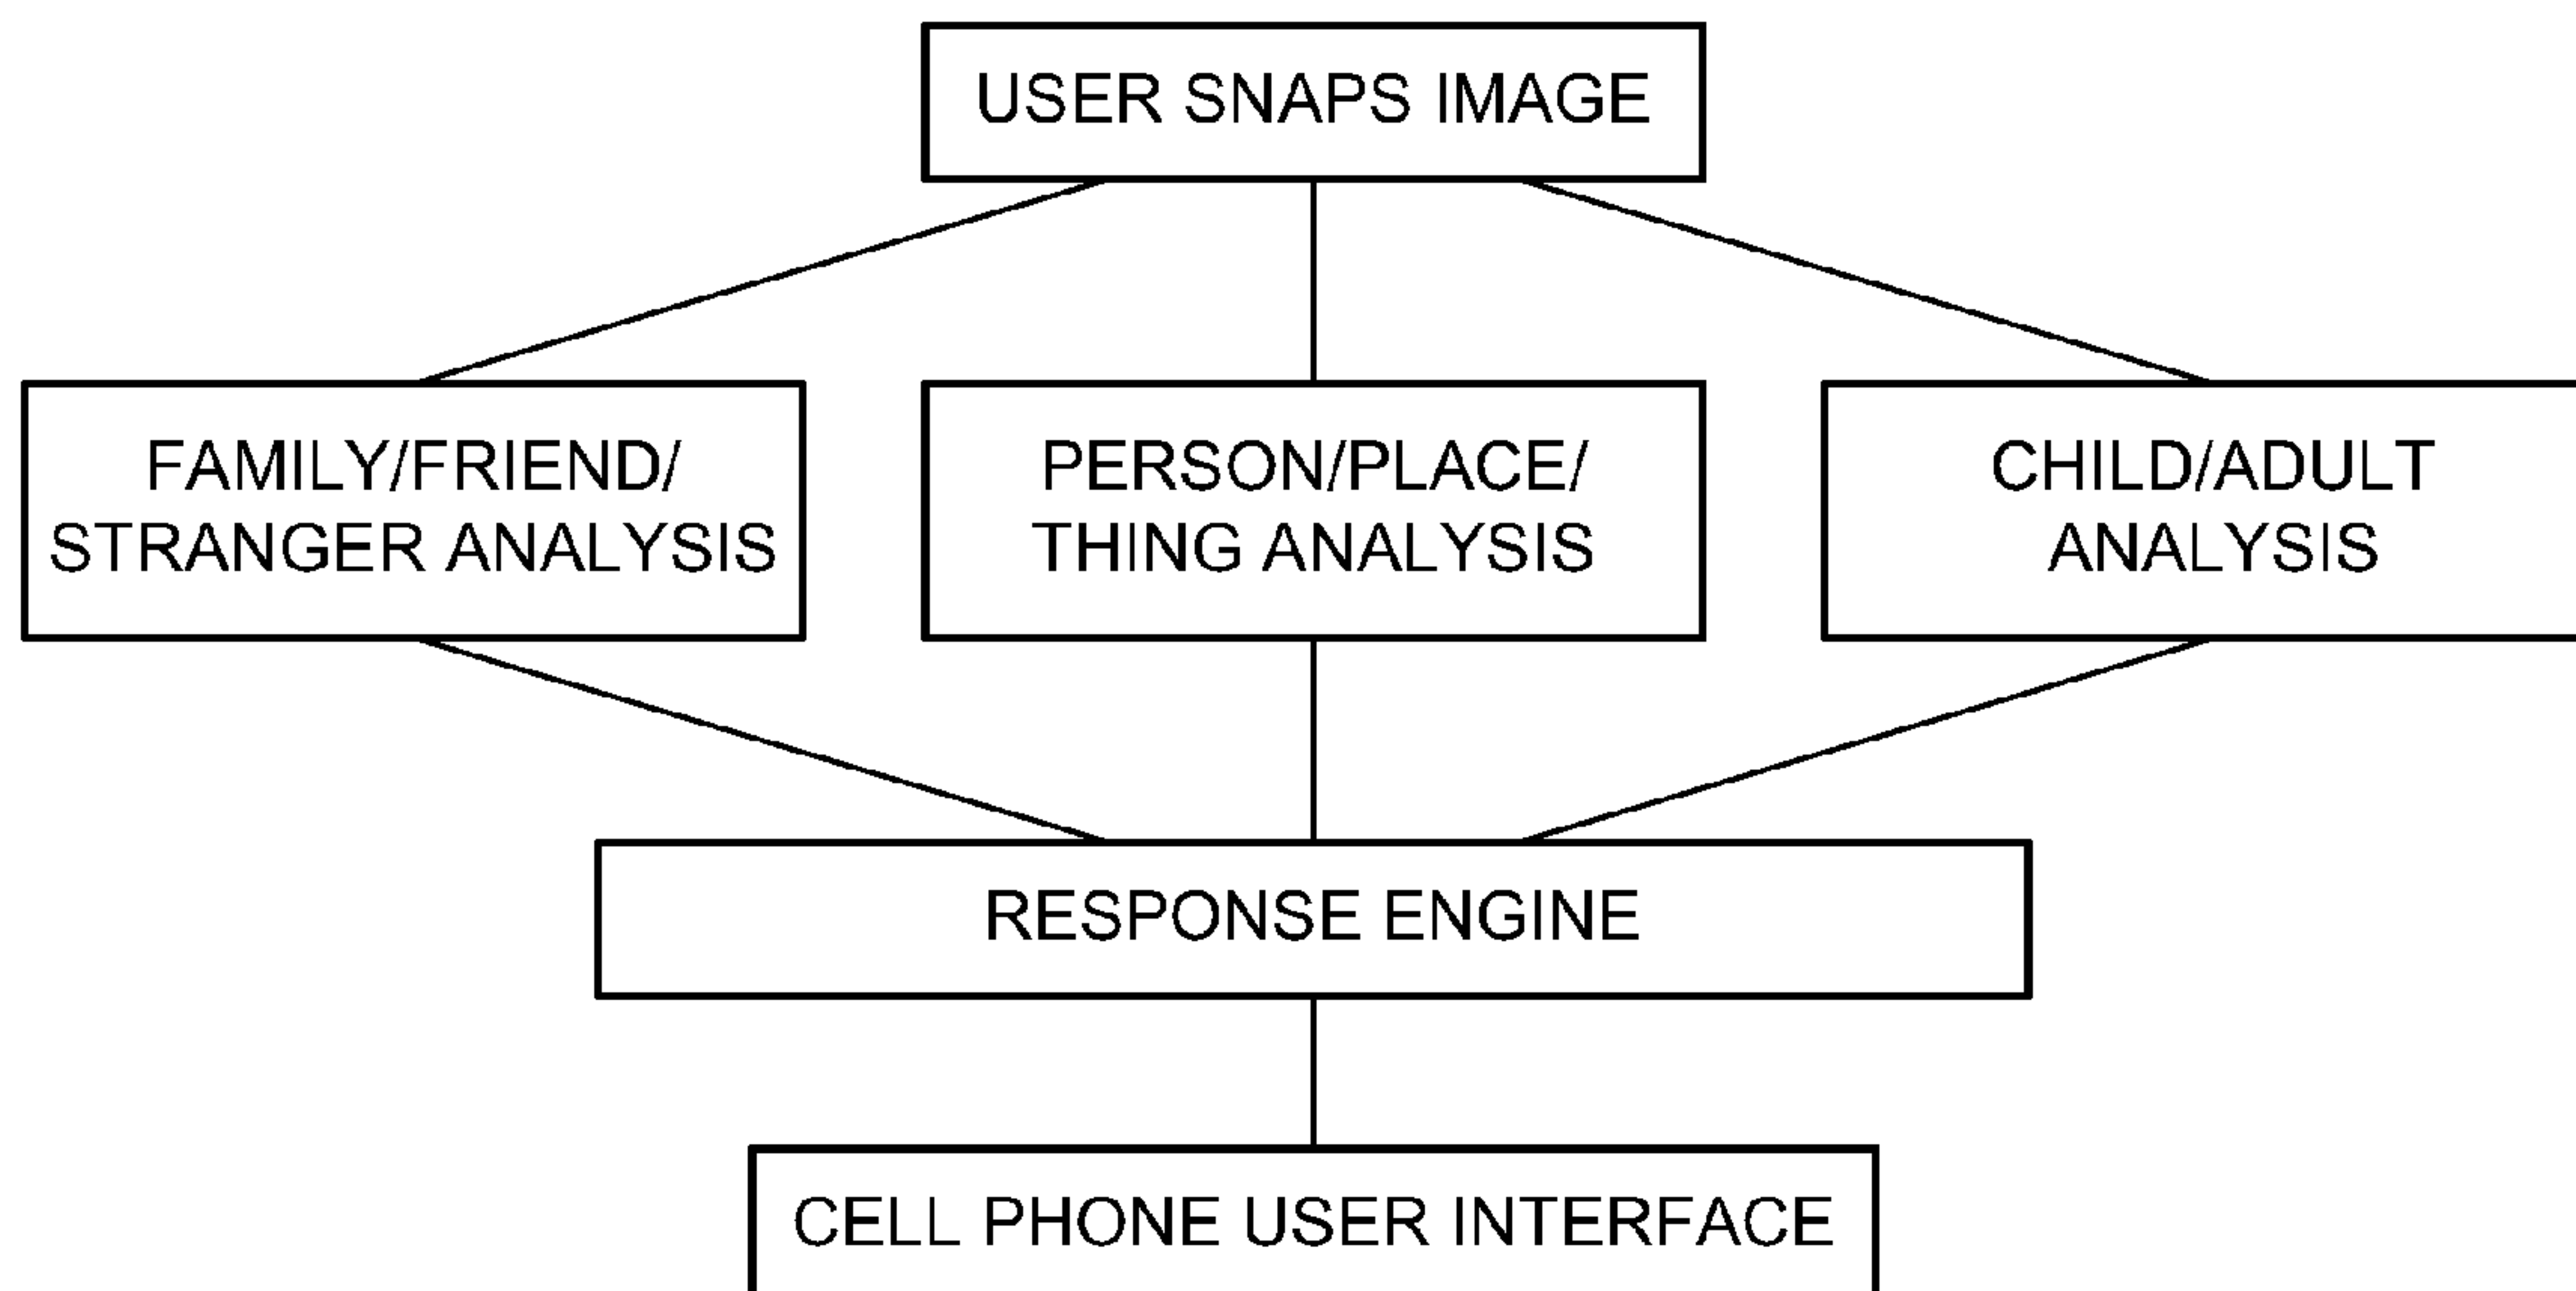 USER SNAPS IMAGE
FAMILY/FRIEND/
STRANGER ANALYSIS
PERSON/PLACE/
THING ANALYSIS
CHILD/ADULT
ANALYSIS
RESPONSE ENGINE
CELL PHONE USER INTERFACE